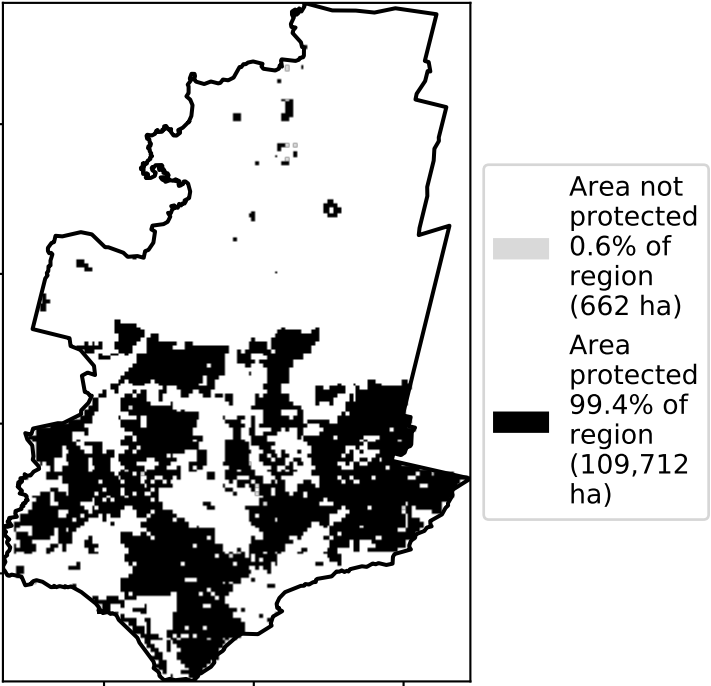 Area not
protected
0.6% of
region
(662 ha)
Area
protected
99.4% of
region
(109,712
ha)